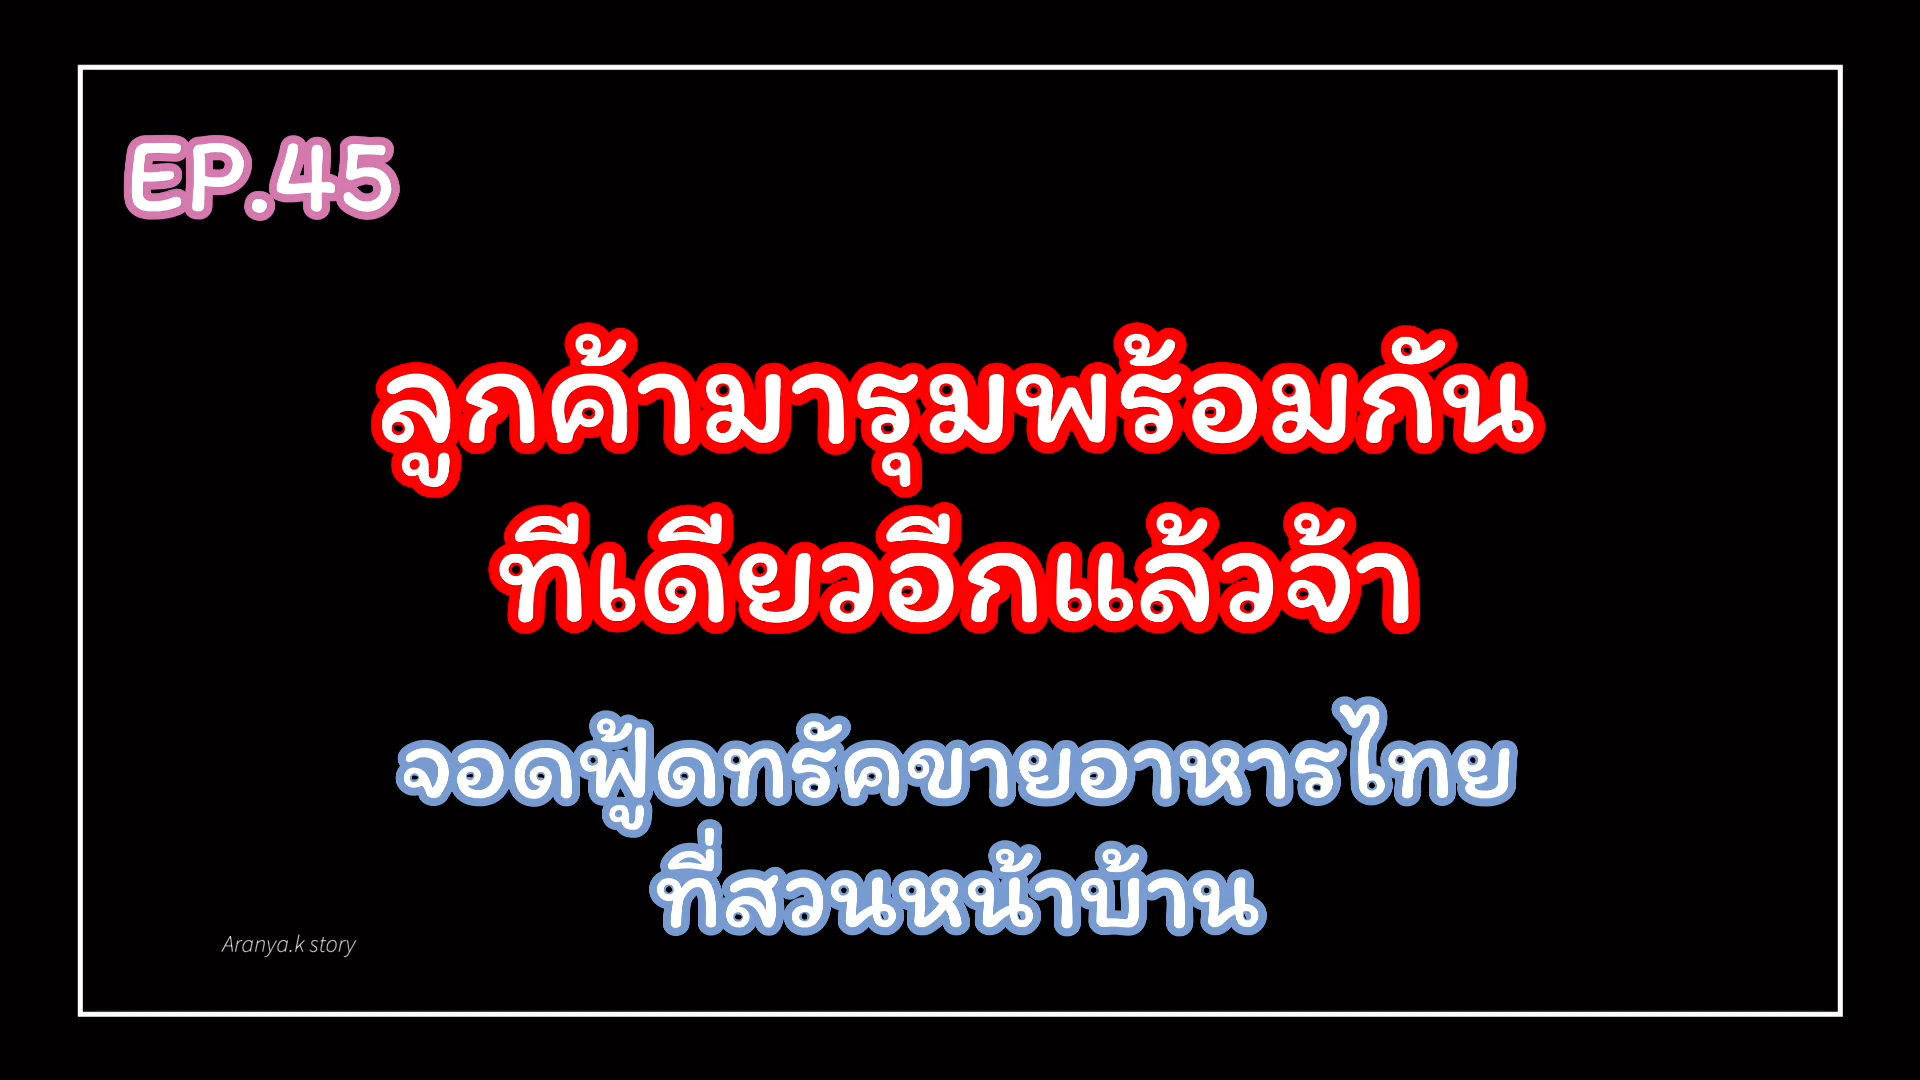 EP.45
ลูกค้ามารุมพร้อมกัน
ทีเดียวอีกแล้วจ้า
จอดฟู้ดทรัคขายอาหารไทย
ที่สวนหน้าบ้าน
Aranya.k story